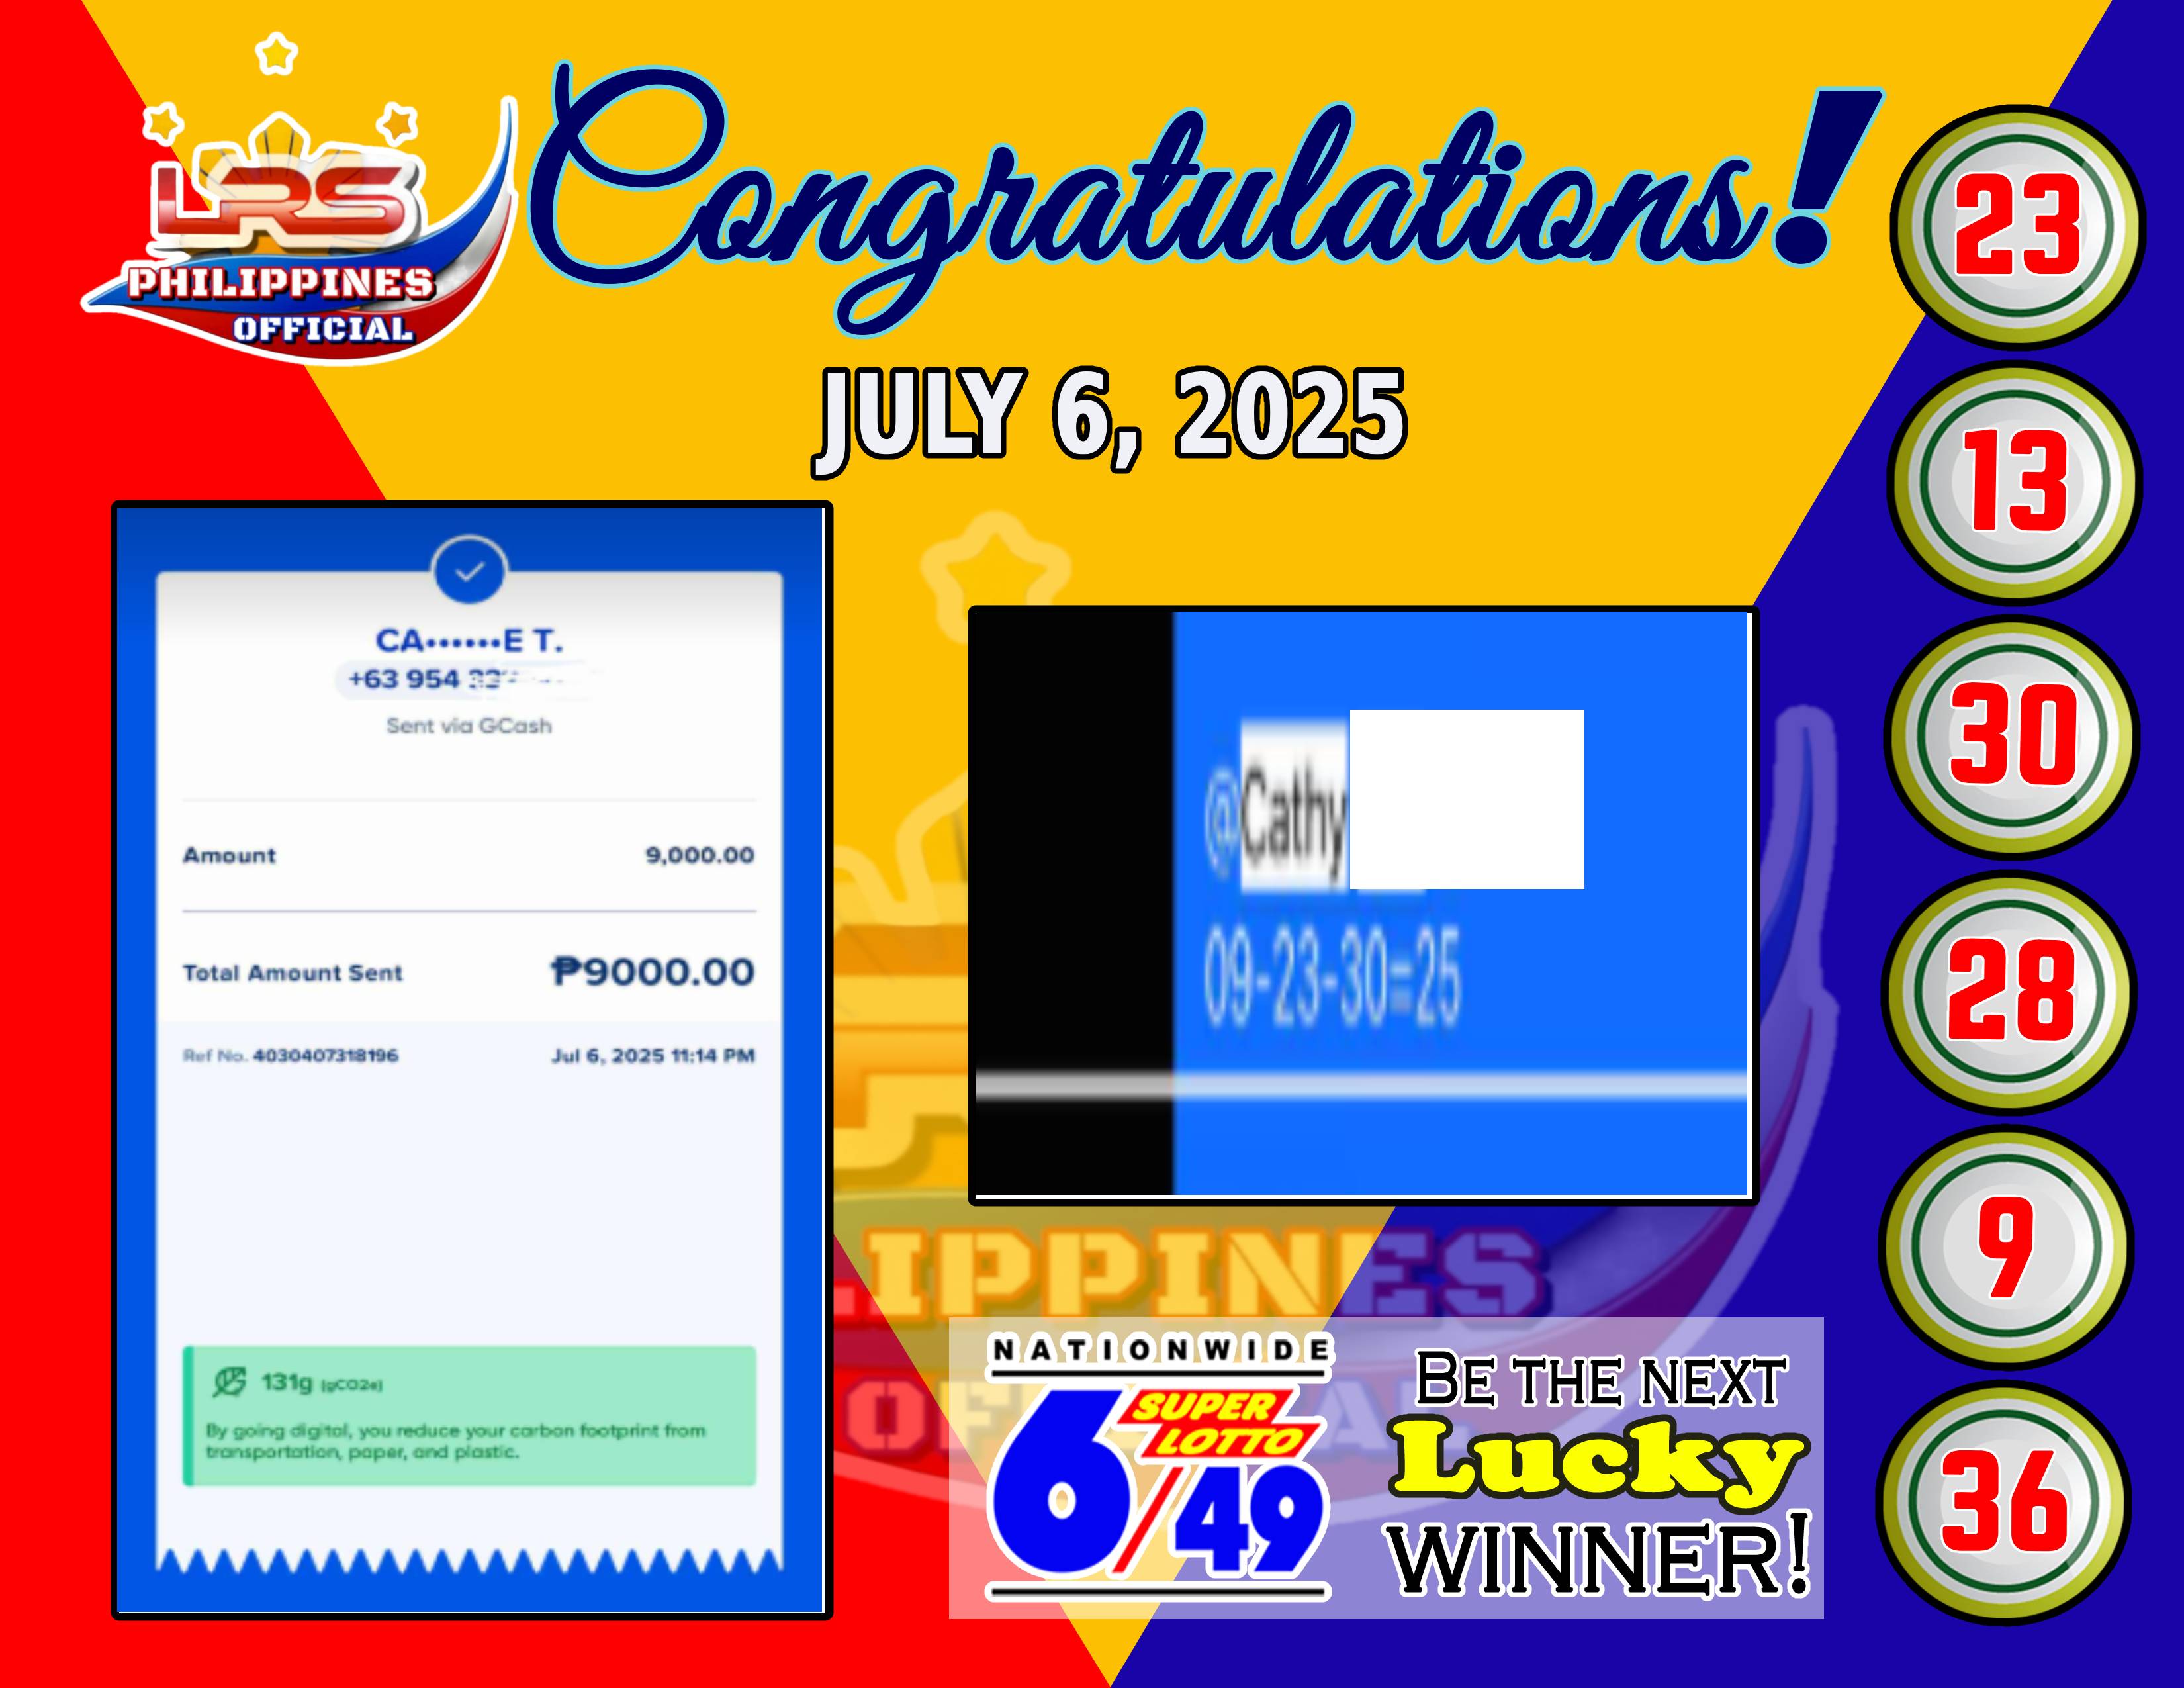 LRS
PHILIPPINES
OFFICIAL
Congratulations!
JULY 6, 2025
CA••••••E T.
+63 954
Sent via GCash
Amount 9,000.00
Total Amount Sent ₱9000.00
Ref No. 4030407318196 Jul 6, 2025 11:14 PM
131g (gCO2e)
By going digital, you reduce your carbon footprint from
transportation, paper, and plastic.
@Cathy
09-23-30=25
LIPPINES
NATIONWIDE
SUPER
LOTTO
6/49
BE THE NEXT
Lucky
WINNER!
23
13
30
28
9
36